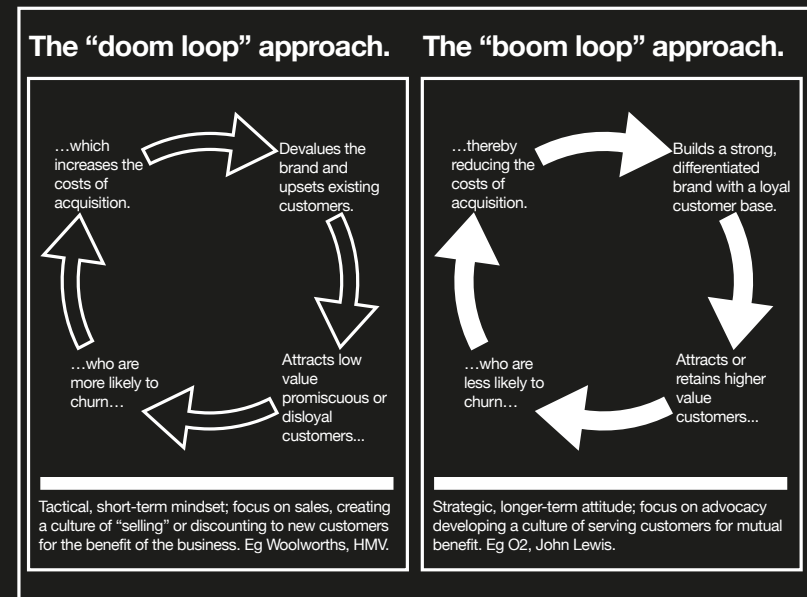 The “doom loop” approach.
…which
increases the
costs of
acquisition.
Devalues the
brand and
upsets existing
customers.
Attracts low
value
promiscuous or
disloyal
customers...
…who are
more likely to
churn…
Tactical, short-term mindset; focus on sales, creating
a culture of “selling” or discounting to new customers
for the benefit of the business. Eg Woolworths, HMV.
The “boom loop” approach.
…thereby
reducing the
costs of
acquisition.
Builds a strong,
differentiated
brand with a loyal
customer base.
Attracts or
retains higher
value
customers...
…who are
less likely to
churn…
Strategic, longer-term attitude; focus on advocacy
developing a culture of serving customers for mutual
benefit. Eg O2, John Lewis.